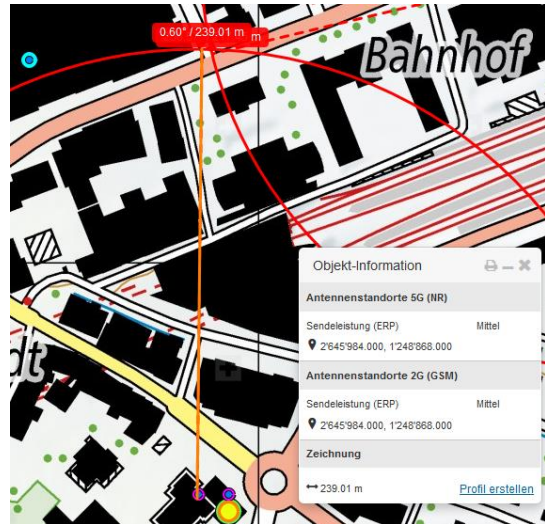 0.60° / 239.01 m
m
Bahnhof
dt
Objekt-Information
Antennenstandorte 5G (NR)
Sendeleistung (ERP) Mittel
2'645'984.000, 1'248'868.000
Antennenstandorte 2G (GSM)
Sendeleistung (ERP) Mittel
2'645'984.000, 1'248'868.000
Zeichnung
239.01 m Profil erstellen